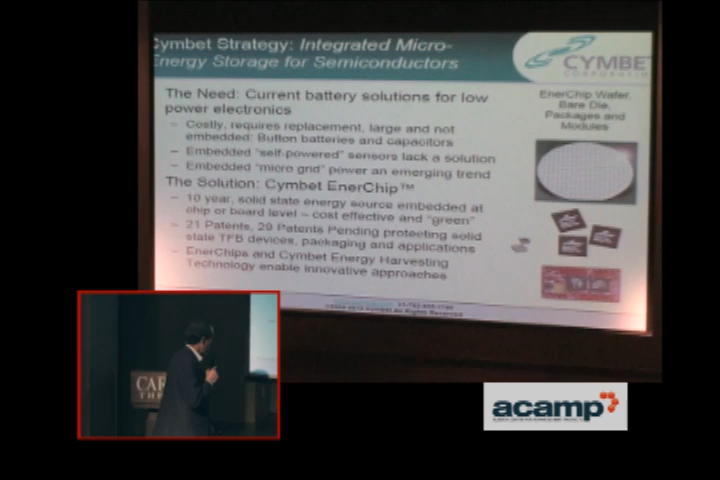 Cymbet Strategy: Integrated Micro-
Energy Storage for Semiconductors
CYMBET
CORPORATION
The Need: Current battery solutions for low
power electronics
– Costly, requires replacement, large and not
embedded: Button batteries and capacitors
– Embedded "self-powered" sensors lack a solution
– Embedded "micro grid" power an emerging trend
The Solution: Cymbet EnerChip™
– 10 year, solid state energy source embedded at
chip or board level – cost effective and "green"
– 21 Patents, 29 Patents Pending protecting solid
state TFB devices, packaging and applications
– EnerChips and Cymbet Energy Harvesting
Technology enable innovative approaches
EnerChip Wafer,
Bare Die,
Packages and
Modules
CAR
TH
acamp